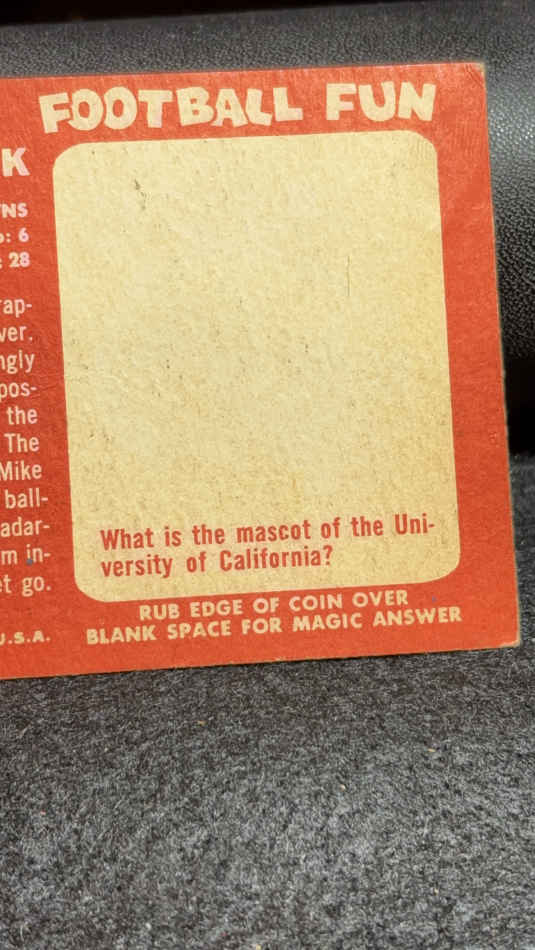 FOOTBALL FUN
K
NS
: 6
: 28
rap-
ver.
ngly
pos-
the
The
Mike
ball-
adar-
m in-
et go.
What is the mascot of the Uni-
versity of California?
RUB EDGE OF COIN OVER
BLANK SPACE FOR MAGIC ANSWER
U.S.A.